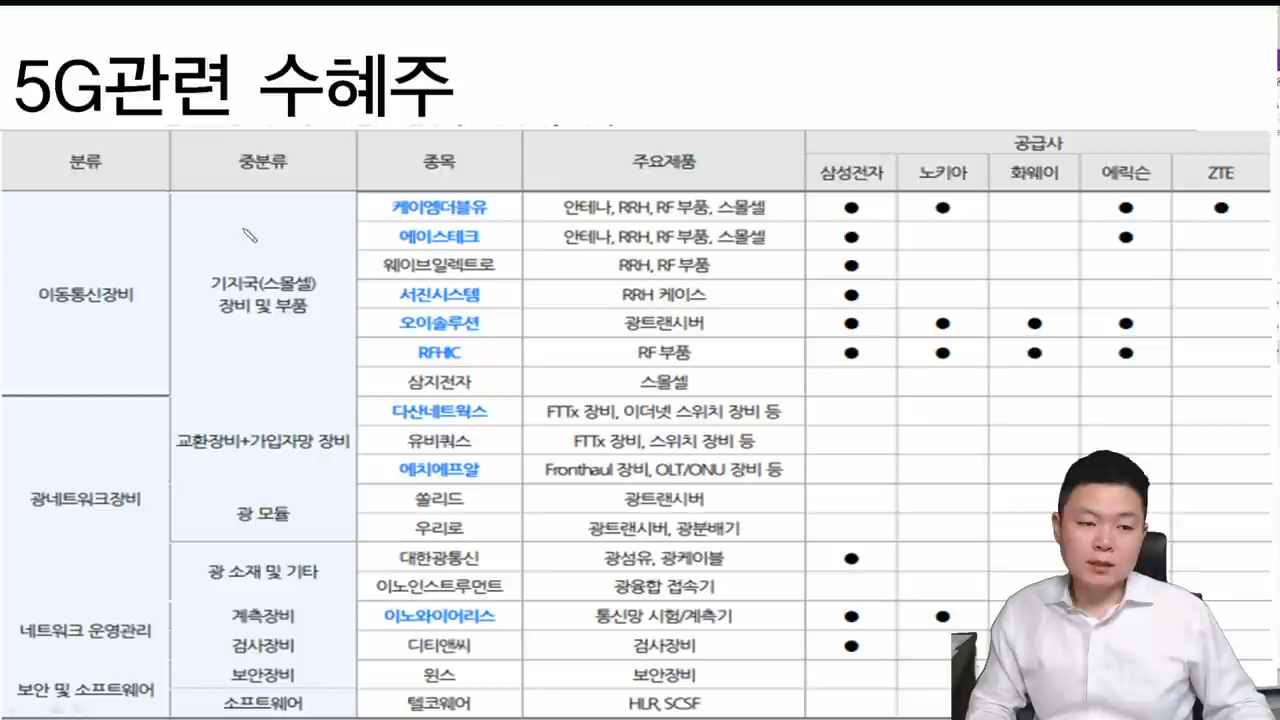 5G관련 수혜주
분류 중분류 종목 주요제품 공급사
삼성전자 노키아 화웨이 에릭슨 ZTE
케이엠더블유 안테나, RRH, RF 부품, 스몰셀
에이스테크 안테나, RRH, RF 부품, 스몰셀
웨이브일렉트로 RRH, RF 부품
이동통신장비 기지국(스몰셀) 장비 및 부품 서진시스템 RRH 케이스
오이솔루션 광트랜시버
RFHIC RF 부품
삼지전자 스몰셀
다산네트웍스 FTTx 장비, 이더넷 스위치 장비 등
교환장비+가입자망 장비 유비쿼스 FTTx 장비, 스위치 장비 등
에치에프알 Fronthaul 장비, OLT/ONU 장비 등
광네트워크장비 쏠리드 광트랜시버
광 모듈 우리로 광트랜시버, 광분배기
대한광통신 광섬유, 광케이블
광 소재 및 기타 이노인스트루먼트 광융합 접속기
계측장비 이노와이어리스 통신망 시험/계측기
네트워크 운영관리 검사장비 디티앤씨 검사장비
보안장비 윈스 보안장비
보안 및 소프트웨어 소프트웨어 텔코웨어 HLR, SCSF